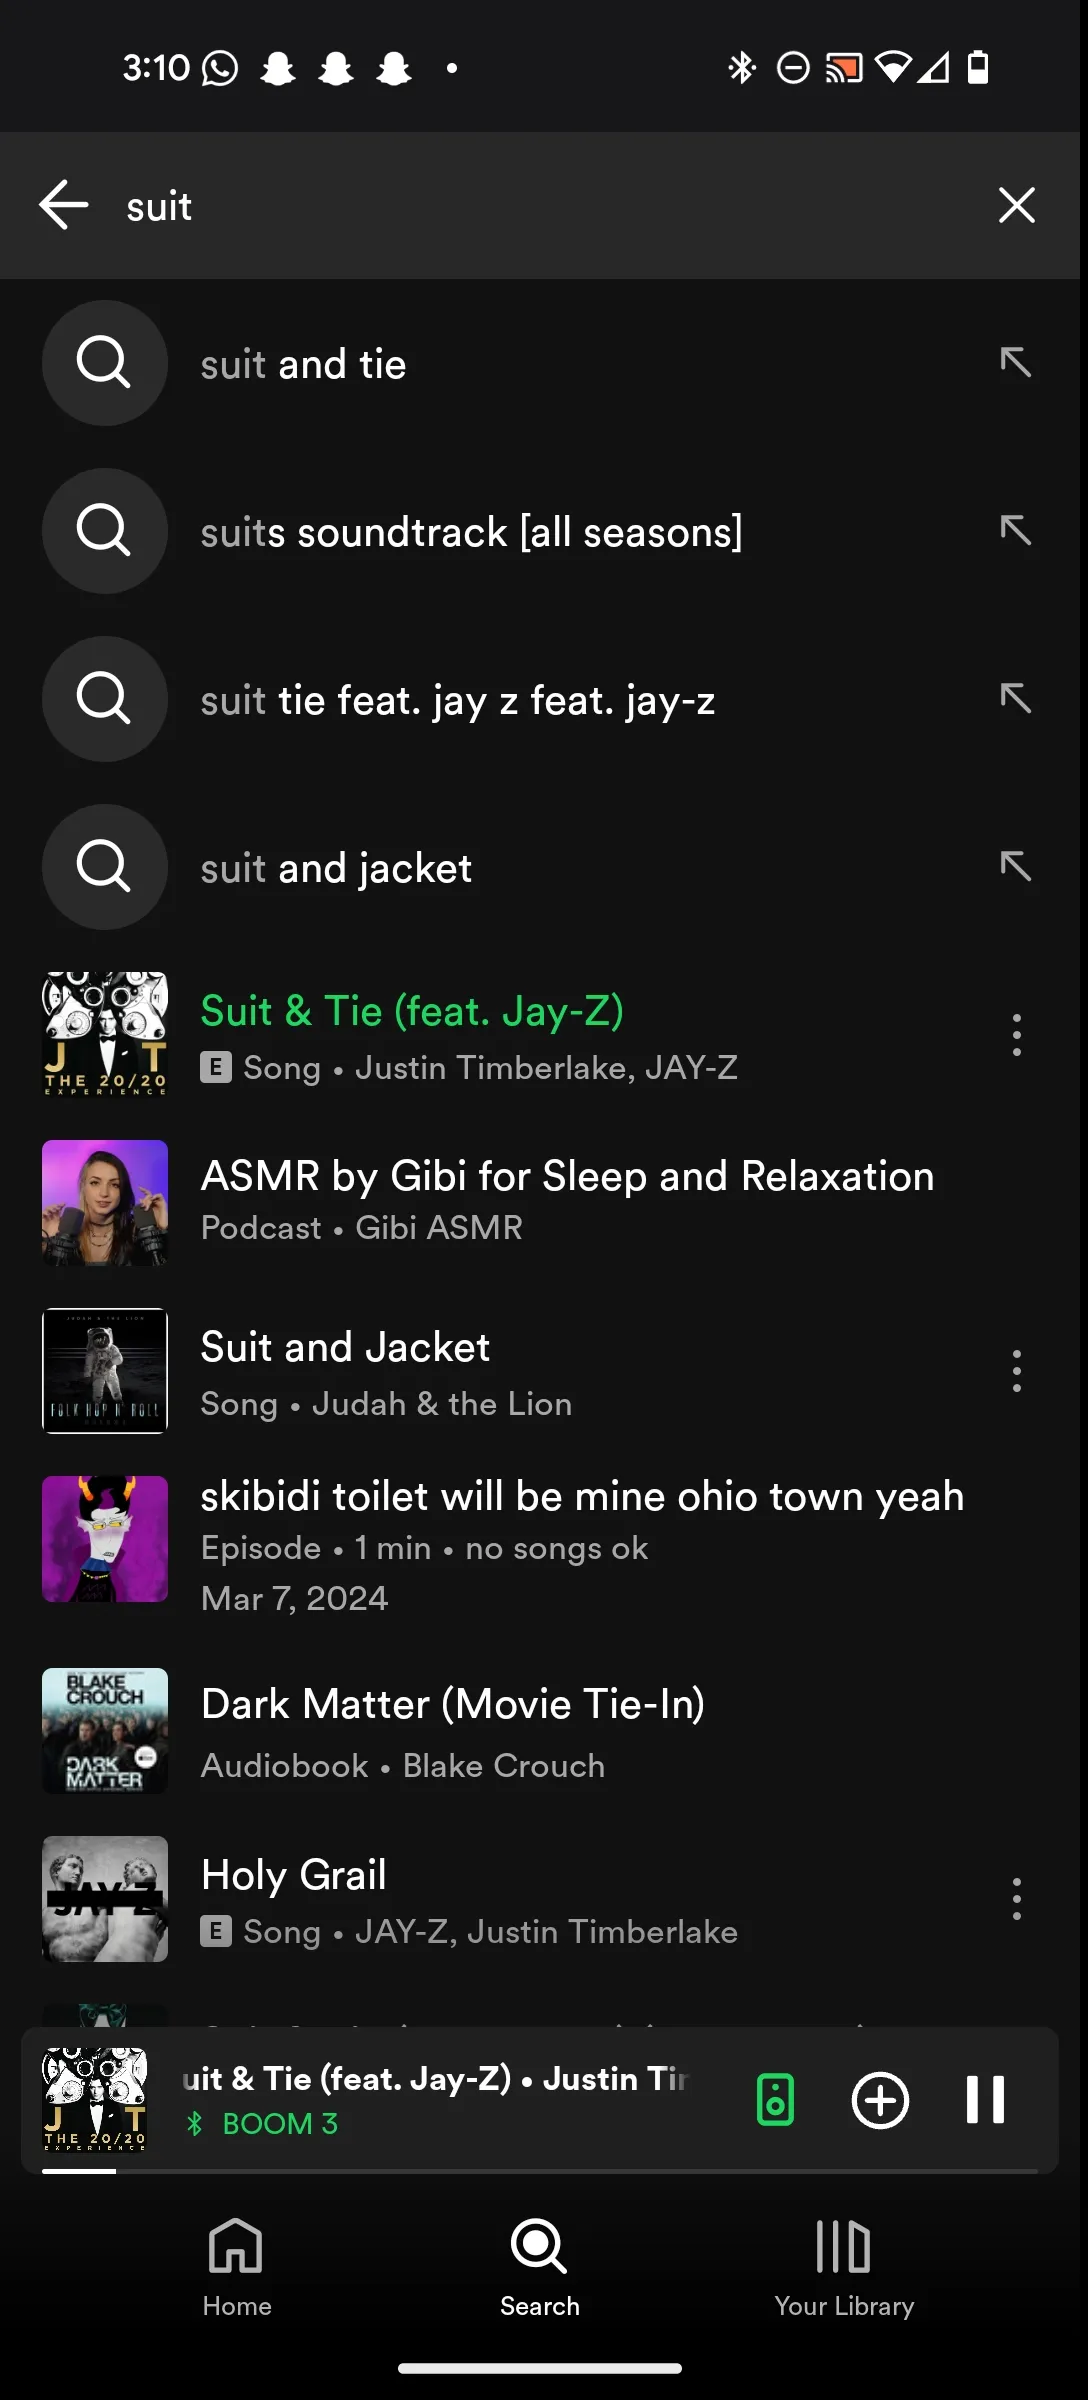 3:10
suit
suit and tie
suits soundtrack [all seasons]
suit tie feat. jay z feat. jay-z
suit and jacket
J T
THE 20/20
EXPERIENCE
Suit & Tie (feat. Jay-Z)
E Song • Justin Timberlake, JAY-Z
ASMR by Gibi for Sleep and Relaxation
Podcast • Gibi ASMR
JUDAH & THE LION
FOLK HOP N' ROLL
Suit and Jacket
Song • Judah & the Lion
skibidi toilet will be mine ohio town yeah
Episode • 1 min • no songs ok
Mar 7, 2024
BLAKE
CROUCH
DARK
MATTER
Dark Matter (Movie Tie-In)
Audiobook • Blake Crouch
JAY-Z
Holy Grail
E Song • JAY-Z, Justin Timberlake
J T
THE 20/20
EXPERIENCE
uit & Tie (feat. Jay-Z) • Justin Tim
BOOM 3
Home
Search
Your Library